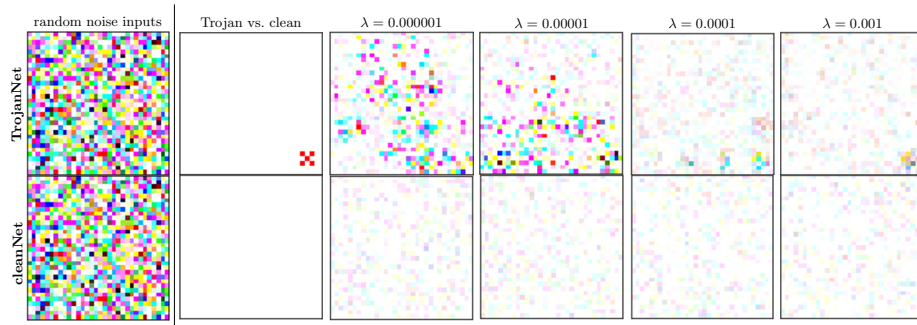 random noise inputs
Trojan vs. clean
λ = 0.000001
λ = 0.00001
λ = 0.0001
λ = 0.001
TrojanNet
cleanNet